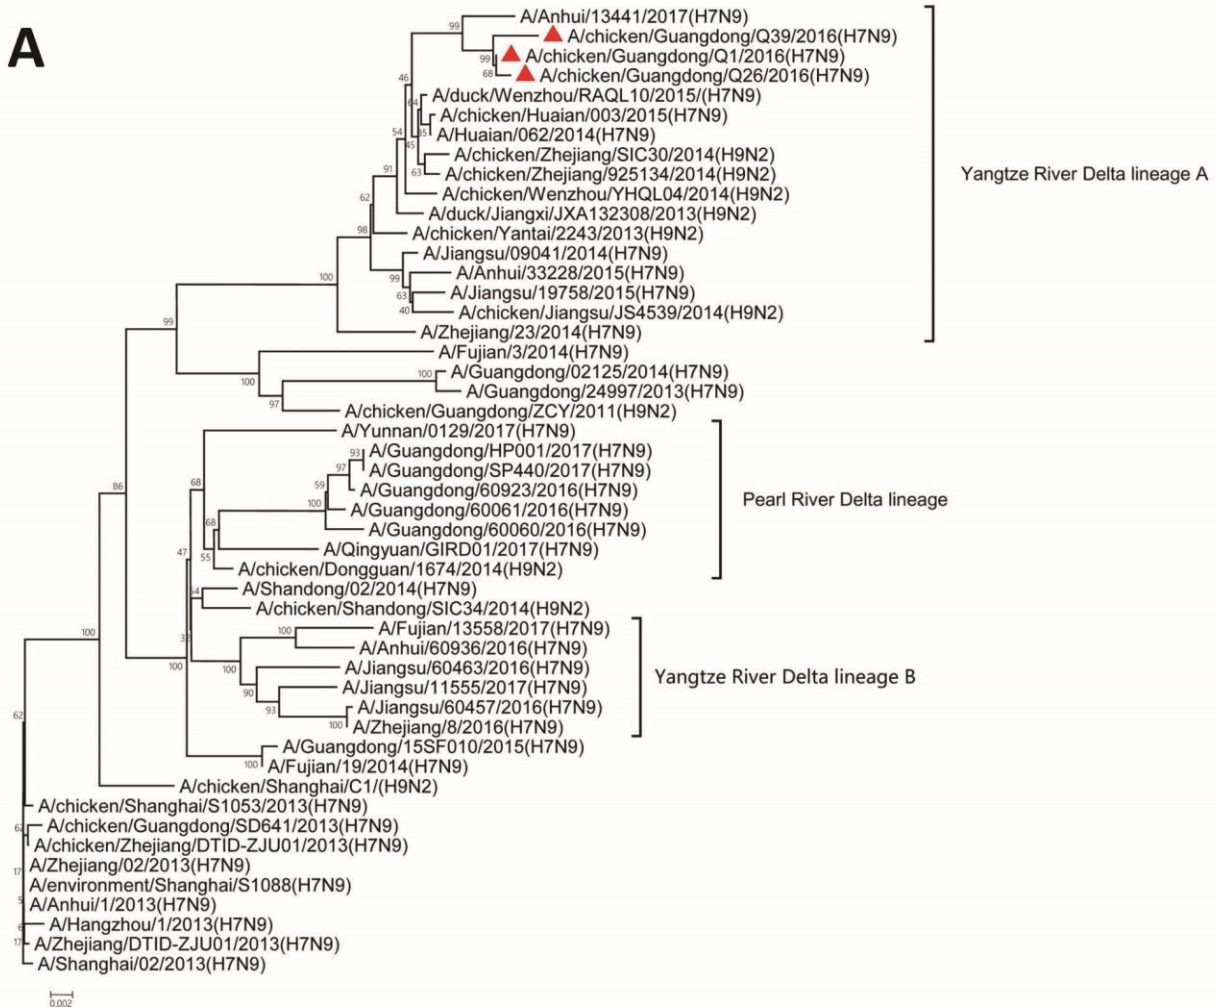 A
A/Anhui/13441/2017(H7N9)
99
A/chicken/Guangdong/Q39/2016(H7N9)
A/chicken/Guangdong/Q1/2016(H7N9)
99
A/chicken/Guangdong/Q26/2016(H7N9)
68
46
A/duck/Wenzhou/RAQL10/2015/(H7N9)
A/chicken/Huaian/003/2015(H7N9)
A/Huaian/062/2014(H7N9)
54
45
A/chicken/Zhejiang/SIC30/2014(H9N2)
A/chicken/Zhejiang/925134/2014(H9N2)
91
63
Yangtze River Delta lineage A
A/chicken/Wenzhou/YHQL04/2014(H9N2)
62
A/duck/Jiangxi/JXA132308/2013(H9N2)
98
A/chicken/Yantai/2243/2013(H9N2)
A/Jiangsu/09041/2014(H7N9)
100
A/Anhui/33228/2015(H7N9)
99
A/Jiangsu/19758/2015(H7N9)
63
A/chicken/Jiangsu/JS4539/2014(H9N2)
40
99
A/Zhejiang/23/2014(H7N9)
A/Fujian/3/2014(H7N9)
100
100
A/Guangdong/02125/2014(H7N9)
A/Guangdong/24997/2013(H7N9)
97
A/chicken/Guangdong/ZCY/2011(H9N2)
A/Yunnan/0129/2017(H7N9)
93
A/Guangdong/HP001/2017(H7N9)
97
A/Guangdong/SP440/2017(H7N9)
86
68
59
A/Guangdong/60923/2016(H7N9)
100
A/Guangdong/60061/2016(H7N9)
Pearl River Delta lineage
68
A/Guangdong/60060/2016(H7N9)
47
55
A/Qingyuan/GIRD01/2017(H7N9)
A/chicken/Dongguan/1674/2014(H9N2)
A/Shandong/02/2014(H7N9)
A/chicken/Shandong/SIC34/2014(H9N2)
100
100
A/Fujian/13558/2017(H7N9)
A/Anhui/60936/2016(H7N9)
100
100
A/Jiangsu/60463/2016(H7N9)
Yangtze River Delta lineage B
90
A/Jiangsu/11555/2017(H7N9)
93
A/Jiangsu/60457/2016(H7N9)
62
100
A/Zhejiang/8/2016(H7N9)
A/Guangdong/15SF010/2015(H7N9)
100
A/Fujian/19/2014(H7N9)
A/chicken/Shanghai/C1/(H9N2)
A/chicken/Shanghai/S1053/2013(H7N9)
62
A/chicken/Guangdong/SD641/2013(H7N9)
A/chicken/Zhejiang/DTID-ZJU01/2013(H7N9)
17
A/Zhejiang/02/2013(H7N9)
A/environment/Shanghai/S1088(H7N9)
A/Anhui/1/2013(H7N9)
A/Hangzhou/1/2013(H7N9)
17
A/Zhejiang/DTID-ZJU01/2013(H7N9)
A/Shanghai/02/2013(H7N9)
0.002